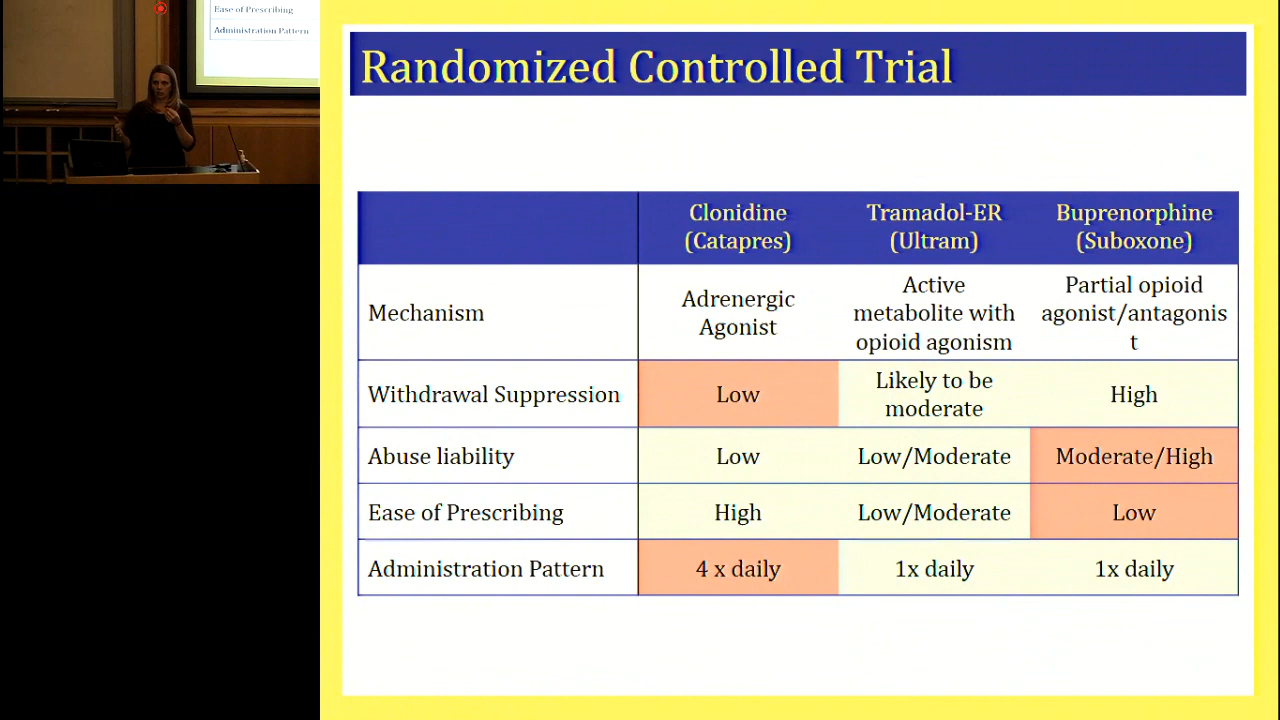 Ease of Prescribing
Administration Pattern
Randomized Controlled Trial
Clonidine
(Catapres)
Tramadol-ER
(Ultram)
Buprenorphine
(Suboxone)
Mechanism
Adrenergic
Agonist
Active
metabolite with
opioid agonism
Partial opioid
agonist/antagonis
t
Withdrawal Suppression
Low
Likely to be
moderate
High
Abuse liability
Low
Low/Moderate
Moderate/High
Ease of Prescribing
High
Low/Moderate
Low
Administration Pattern
4 x daily
1x daily
1x daily